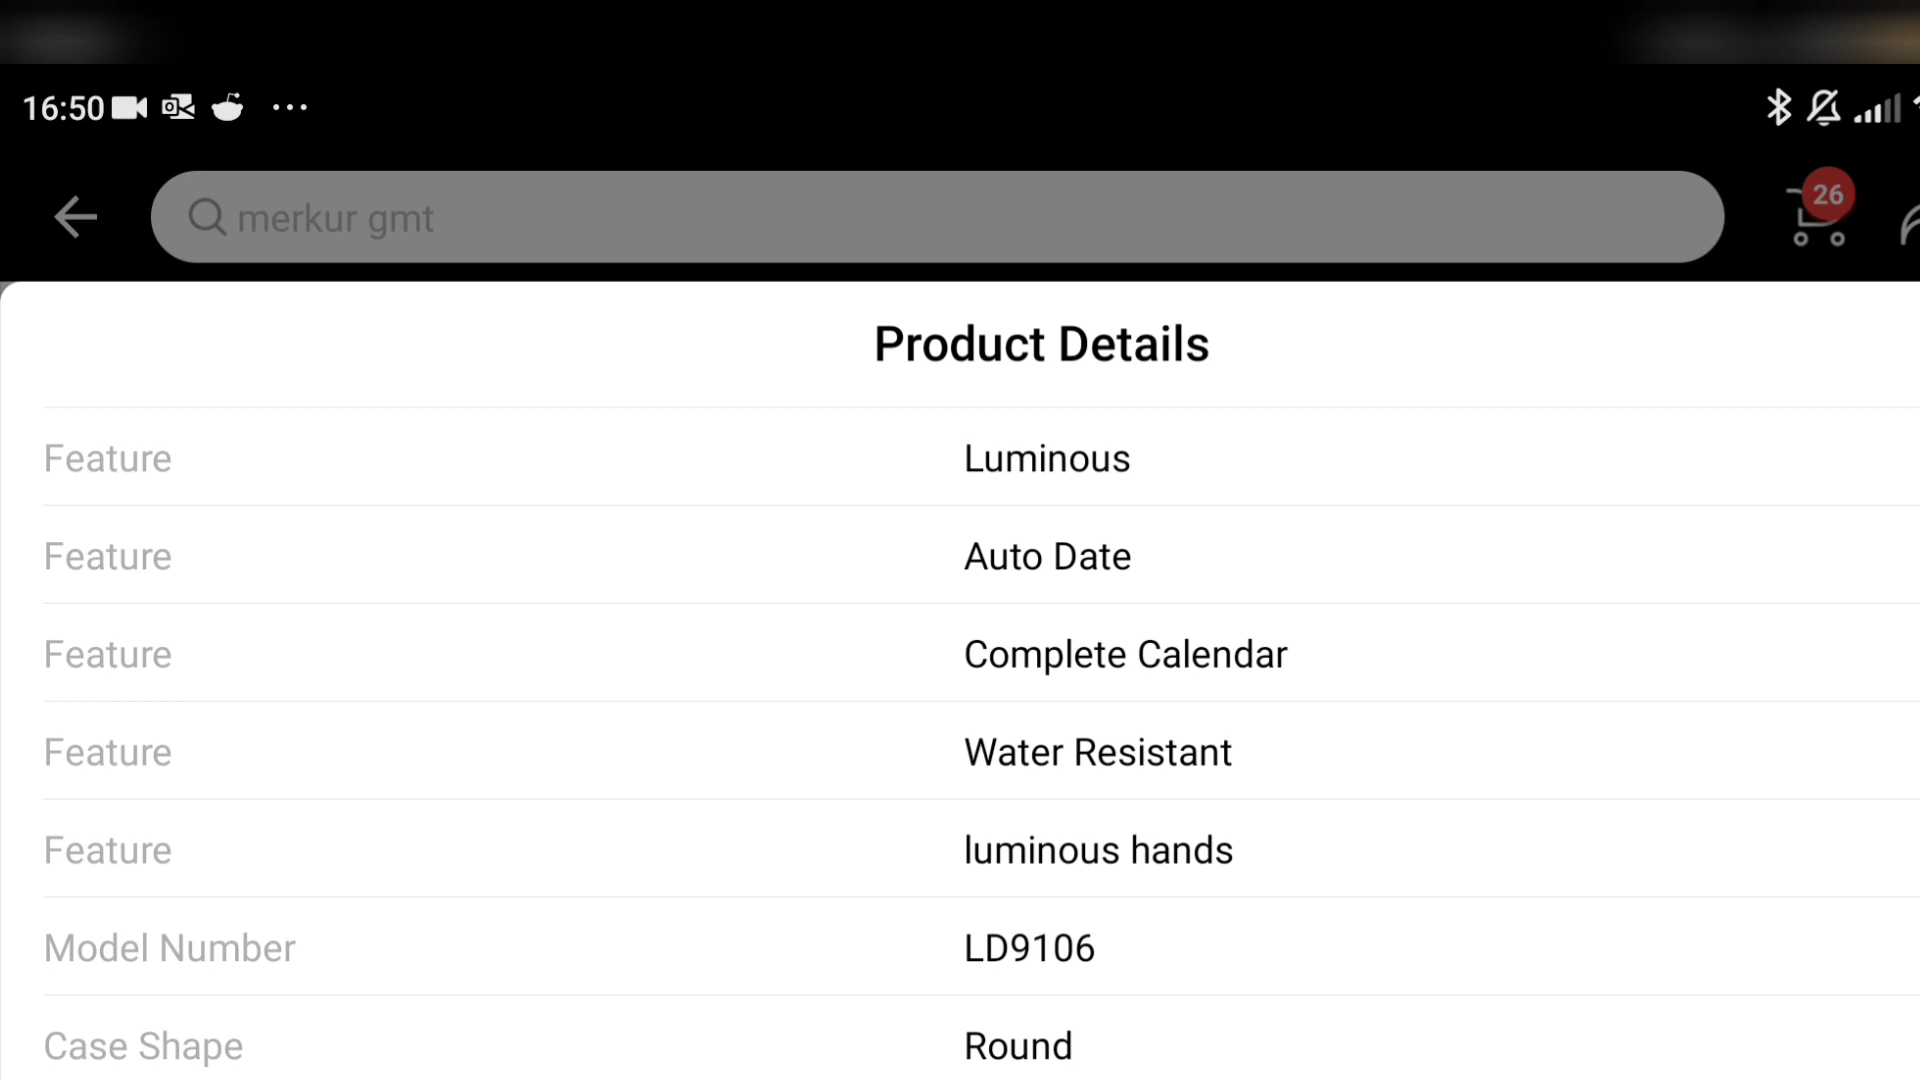 16:50
merkur gmt
26
Product Details
Feature Luminous
Feature Auto Date
Feature Complete Calendar
Feature Water Resistant
Feature luminous hands
Model Number LD9106
Case Shape Round